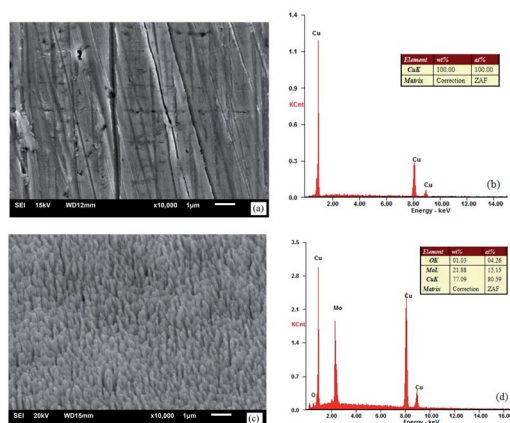 SEI 15kV WD12mm x10,000 1μm
(a)
1.4
1.1
0.8
KCnt
0.6
0.3
0.0
Cu
Cu
Cu
Element wt% at%
CuK 100.00 100.00
Matrix Correction ZAF
(b)
2.00 4.00 6.00 8.00 10.00 12.00 14.00
Energy - keV
SEI 20kV WD15mm x10,000 1μm
(c)
3.5
2.8
2.1
KCnt
1.4
0.7
0.0
O
Cu
Mo
Cu
Cu
Element wt% at%
OK 01.03 04.26
MoL 21.88 15.15
CuK 77.09 80.59
Matrix Correction ZAF
(d)
2.00 4.00 6.00 8.00 10.00 12.00 14.00
Energy - keV